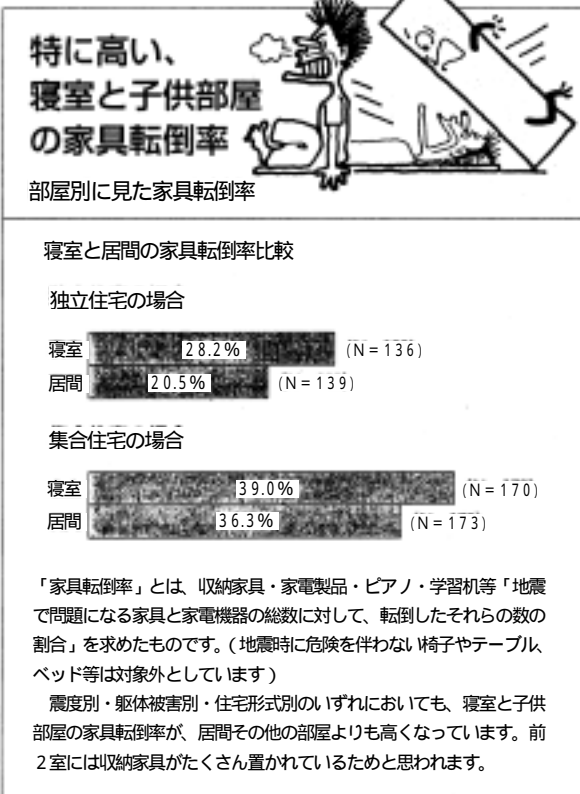 特に高い、
寝室と子供部屋
の家具転倒率
部屋別に見た家具転倒率
寝室と居間の家具転倒率比較
独立住宅の場合
寝室 28.2% (N=136)
居間 20.5% (N=139)
集合住宅の場合
寝室 39.0% (N=170)
居間 36.3% (N=173)
「家具転倒率」とは、収納家具・家電製品・ピアノ・学習机等「地震
で問題になる家具と家電機器の総数に対して、転倒したそれらの数の
割合」を求めたものです。(地震時に危険を伴わない椅子やテーブル、
ベッド等は対象外としています)
震度別・躯体被害別・住宅形式別のいずれにおいても、寝室と子供
部屋の家具転倒率が、居間その他の部屋よりも高くなっています。前
2室には収納家具がたくさん置かれているためと思われます。